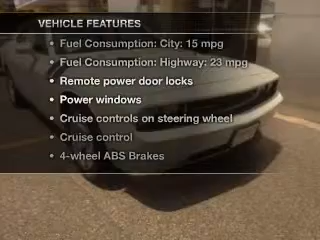 VEHICLE FEATURES
• Fuel Consumption: City: 15 mpg
• Fuel Consumption: Highway: 23 mpg
• Remote power door locks
• Power windows
• Cruise controls on steering wheel
• Cruise control
• 4-wheel ABS Brakes